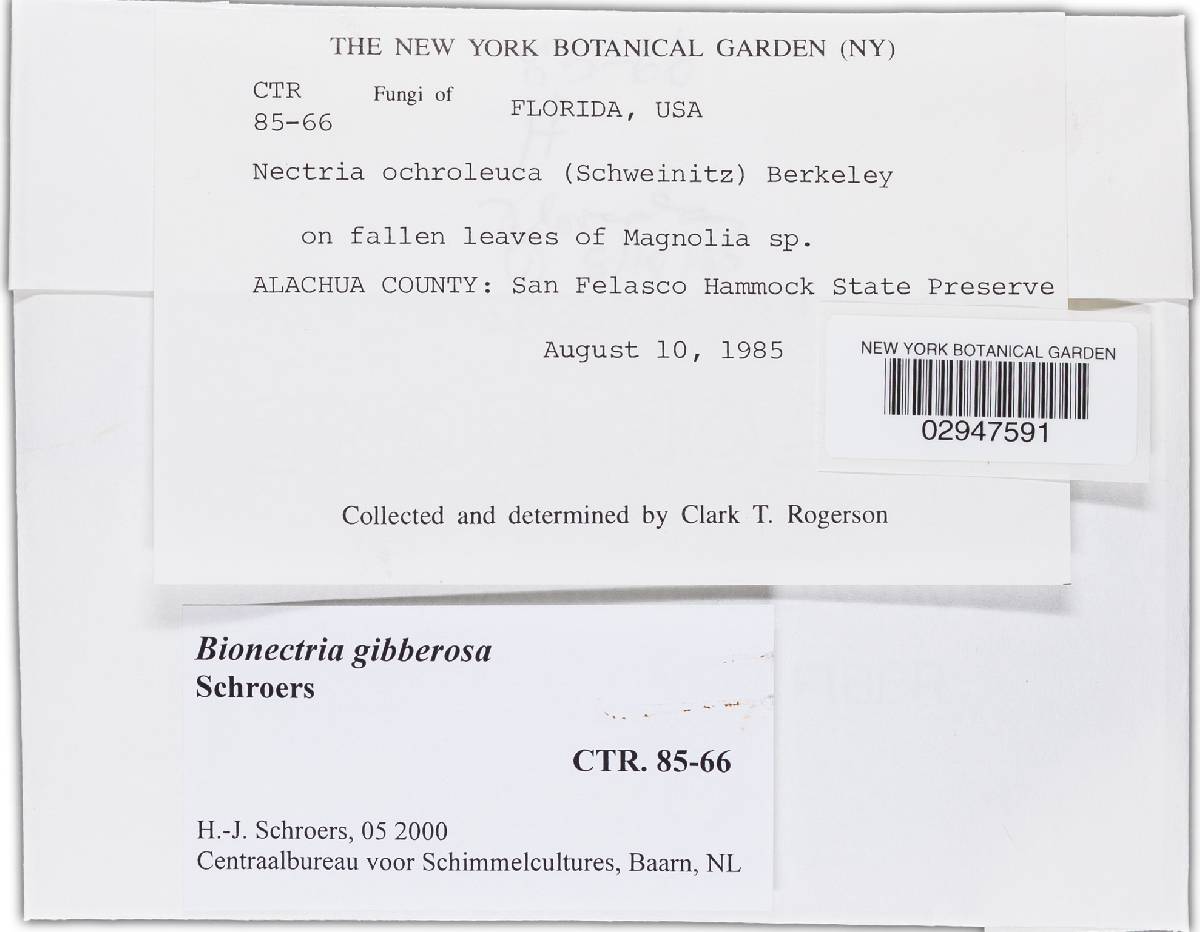 THE NEW YORK BOTANICAL GARDEN (NY)
CTR Fungi of
85-66 FLORIDA, USA
Nectria ochroleuca (Schweinitz) Berkeley
on fallen leaves of Magnolia sp.
ALACHUA COUNTY: San Felasco Hammock State Preserve
August 10, 1985
NEW YORK BOTANICAL GARDEN
02947591
Collected and determined by Clark T. Rogerson
Bionectria gibberosa
Schroers
CTR. 85-66
H.-J. Schroers, 05 2000
Centraalbureau voor Schimmelcultures, Baarn, NL